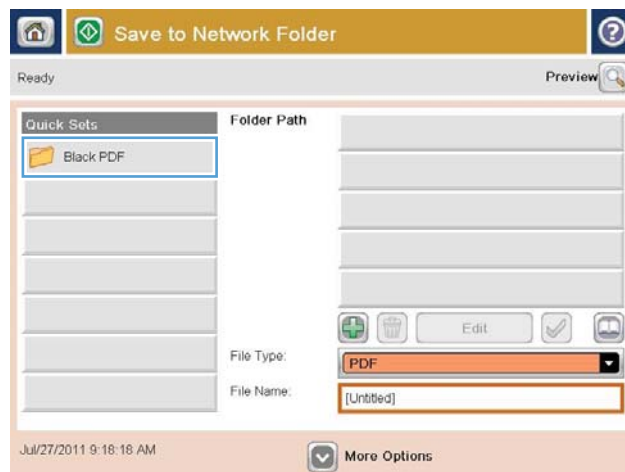 Save to Network Folder
Ready
Preview
Quick Sets
Folder Path
Black PDF
Edit
File Type:
PDF
File Name:
[Untitled]
Jul/27/2011 9:18:18 AM
More Options